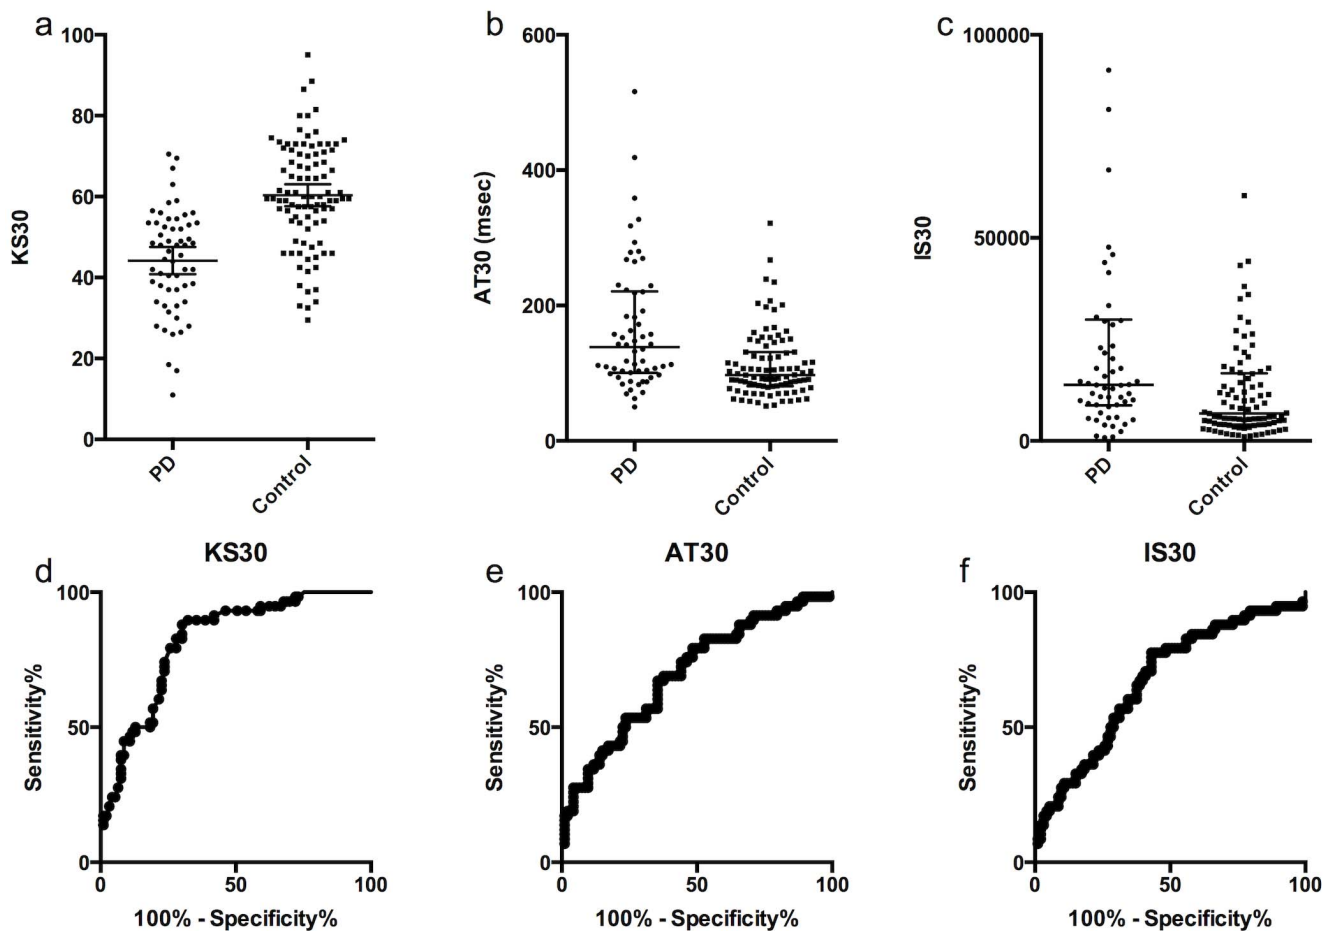 a
KS30
100
80
60
40
20
0
PD
Control
b
AT30 (msec)
600
400
200
0
PD
Control
c
IS30
100000
50000
0
PD
Control
d
KS30
Sensitivity%
100
50
0
0 50 100
100% - Specificity%
e
AT30
Sensitivity%
100
50
0
0 50 100
100% - Specificity%
f
IS30
Sensitivity%
100
50
0
0 50 100
100% - Specificity%